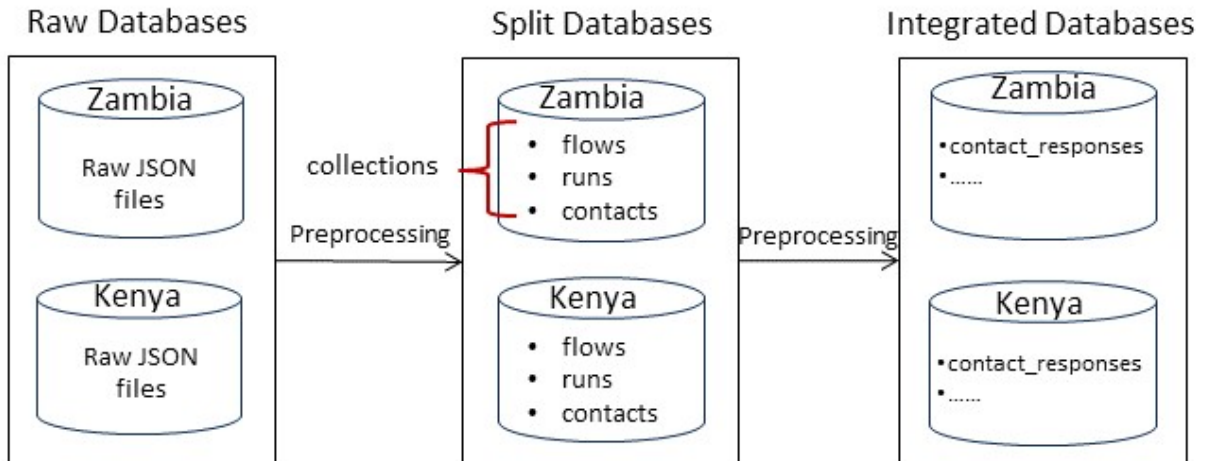 Raw Databases
Split Databases
Integrated Databases
Zambia
Raw JSON
files
Kenya
Raw JSON
files
collections
Preprocessing
Zambia
• flows
• runs
• contacts
Kenya
• flows
• runs
• contacts
Preprocessing
Zambia
•contact_responses
•......
Kenya
•contact_responses
•......